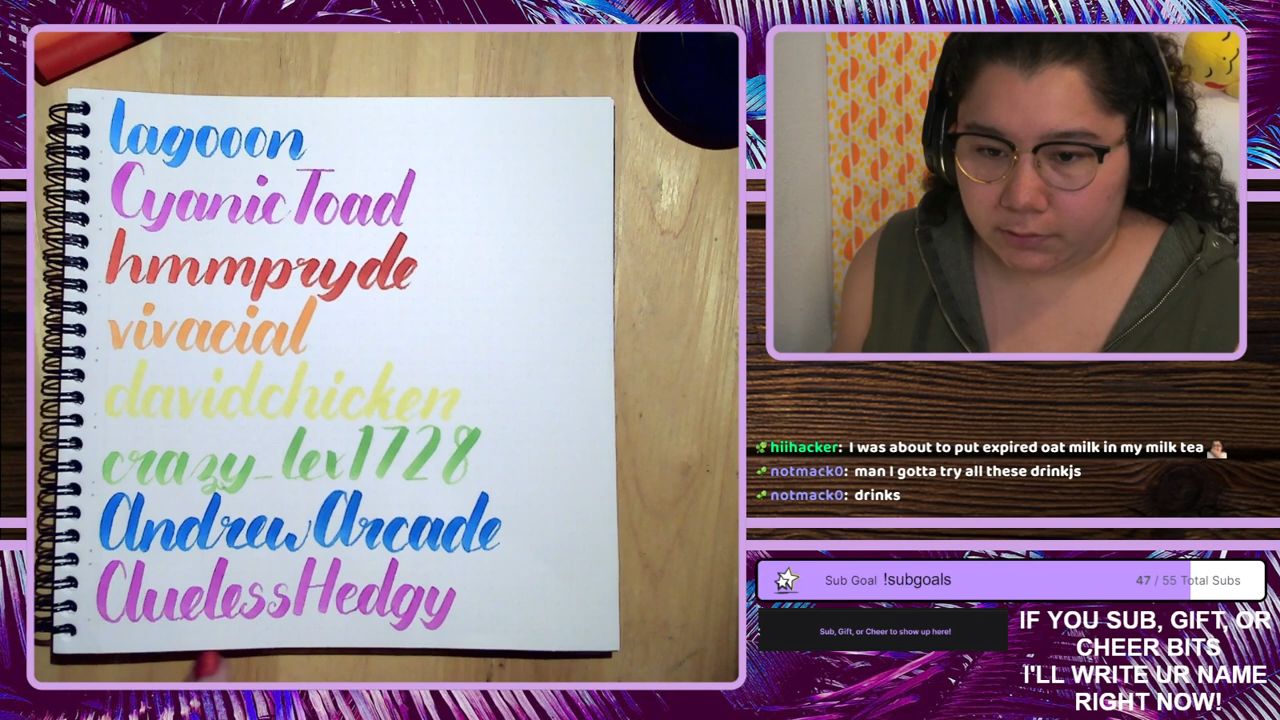 lagooon
CyanicToad
hmmpryde
vivacial
davidchicken
crazy_lex1728
AndrewArcade
CluelessHedgy
hiihacker: I was about to put expired oat milk in my milk tea
notmack0: man I gotta try all these drinkjs
notmack0: drinks
Sub Goal !subgoals 47 / 55 Total Subs
Sub, Gift, or Cheer to show up here!
IF YOU SUB, GIFT, OR
CHEER BITS
I'LL WRITE UR NAME
RIGHT NOW!